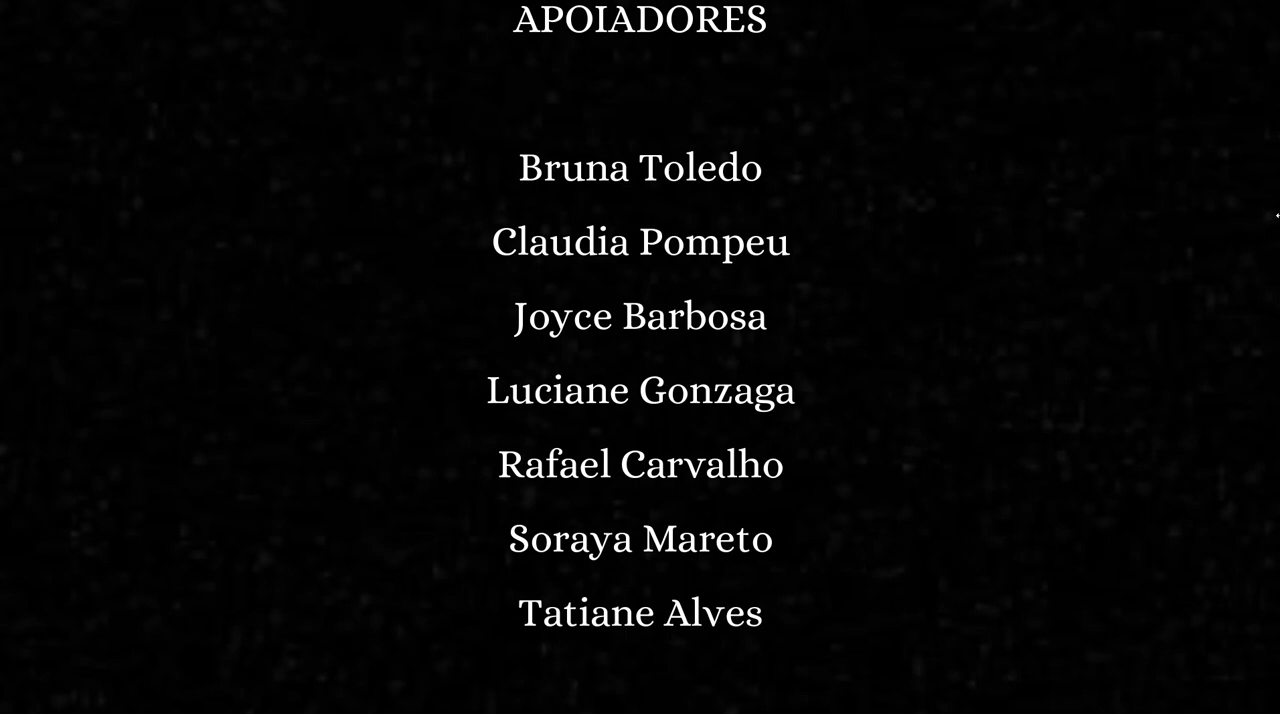 APOIADORES
Bruna Toledo
Claudia Pompeu
Joyce Barbosa
Luciane Gonzaga
Rafael Carvalho
Soraya Mareto
Tatiane Alves